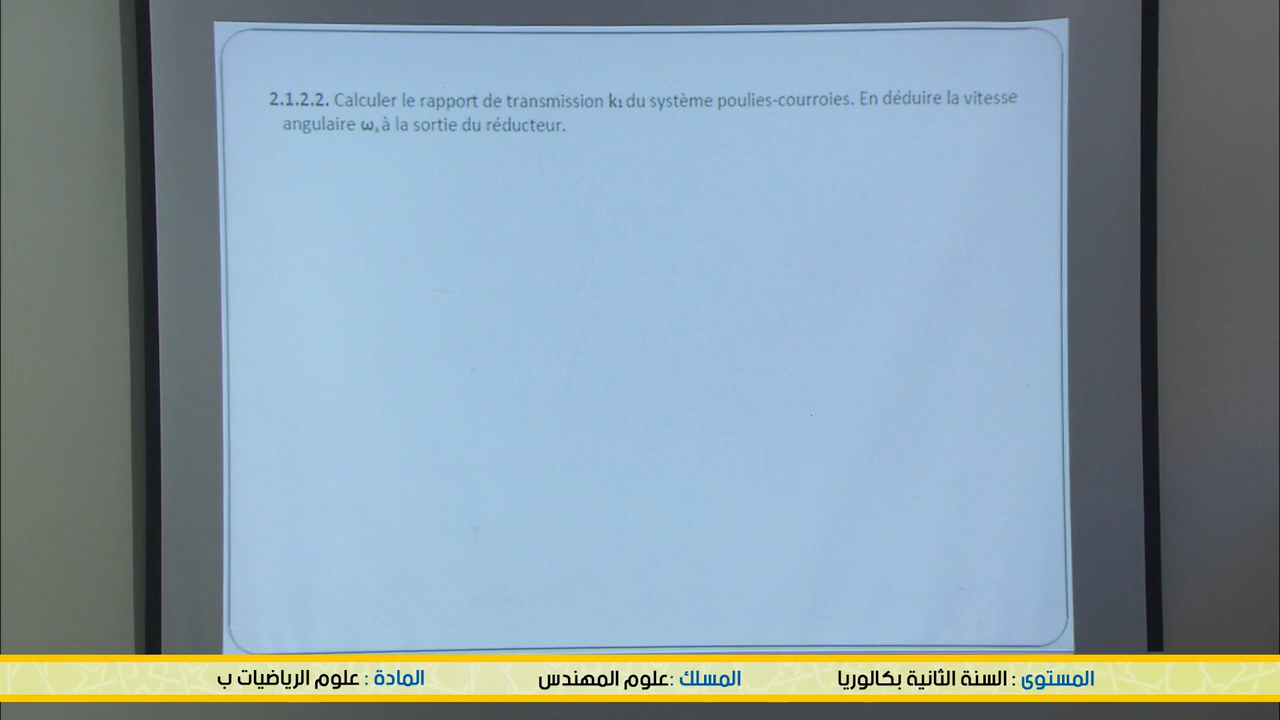 2.1.2.2. Calculer le rapport de transmission k₁ du système poulies-courroies. En déduire la vitesse
angulaire ωₛ à la sortie du réducteur.
المستوى : السنة الثانية بكالوريا
المسلك :علوم المهندس
المادة : علوم الرياضيات ب